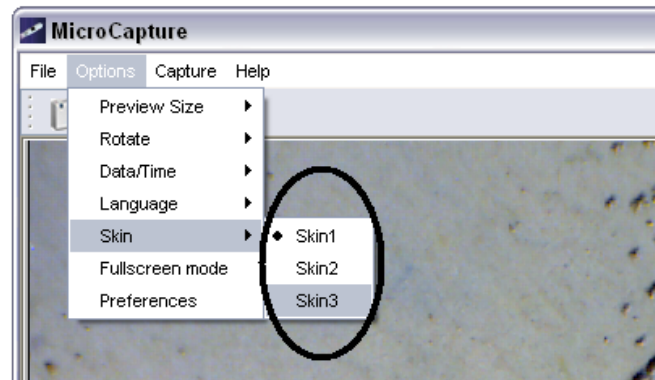 MicroCapture
File Options Capture Help
Preview Size
Rotate
Data/Time
Language
Skin
Skin1
Fullscreen mode
Skin2
Preferences
Skin3